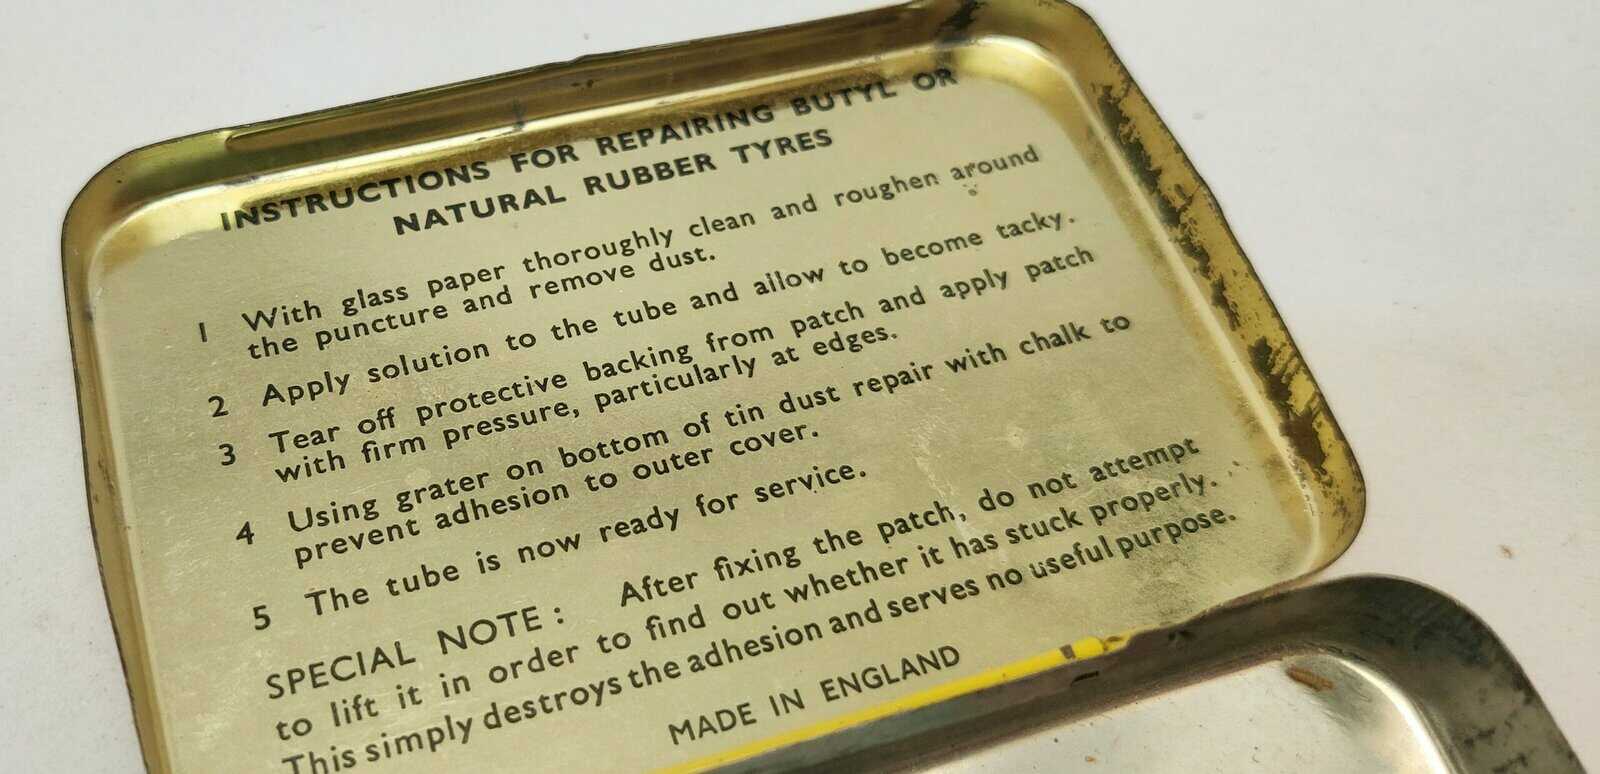 INSTRUCTIONS FOR REPAIRING BUTYL OR
NATURAL RUBBER TYRES
1 With glass paper thoroughly clean and roughen around
the puncture and remove dust.
2 Apply solution to the tube and allow to become tacky.
3 Tear off protective backing from patch and apply patch
with firm pressure, particularly at edges.
4 Using grater on bottom of tin dust repair with chalk to
prevent adhesion to outer cover.
5 The tube is now ready for service.
SPECIAL NOTE: After fixing the patch, do not attempt
to lift it in order to find out whether it has stuck properly.
This simply destroys the adhesion and serves no useful purpose.
MADE IN ENGLAND